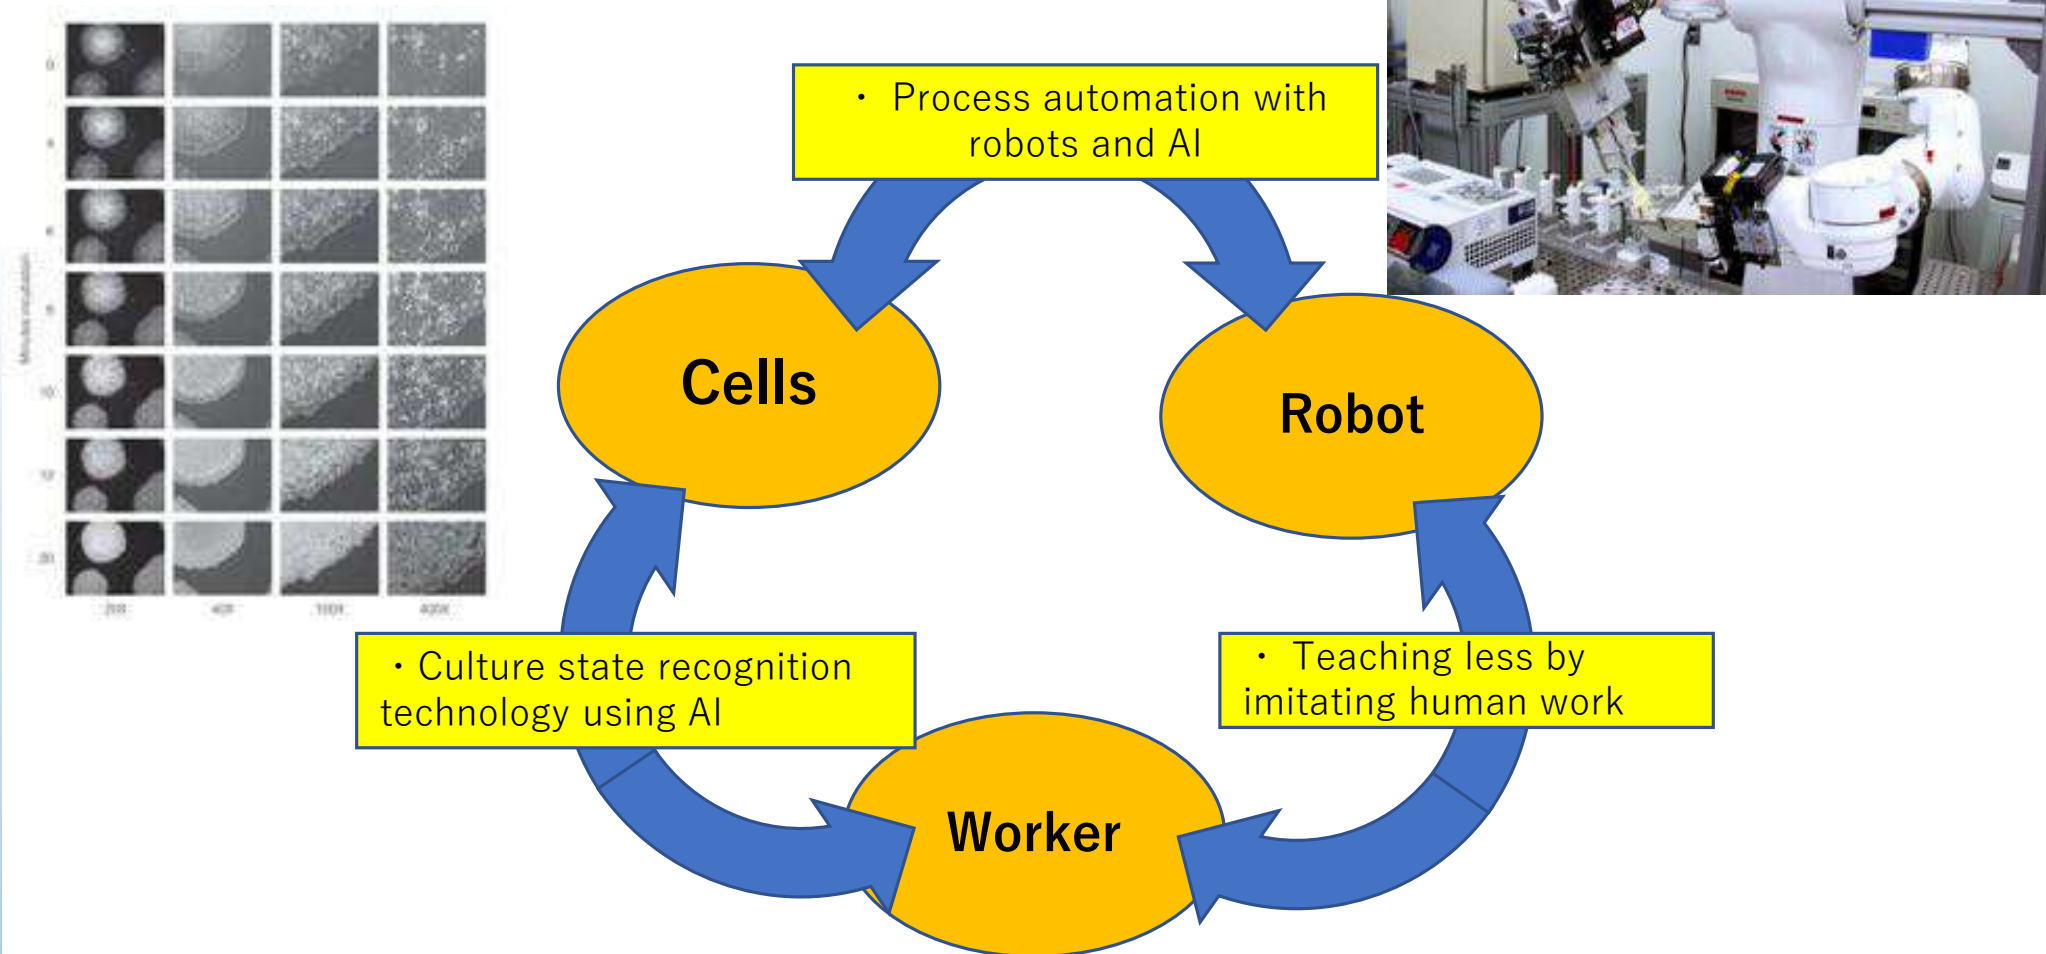 ・ Process automation with
robots and AI
Cells
Robot
・Culture state recognition
technology using AI
・ Teaching less by
imitating human work
Worker